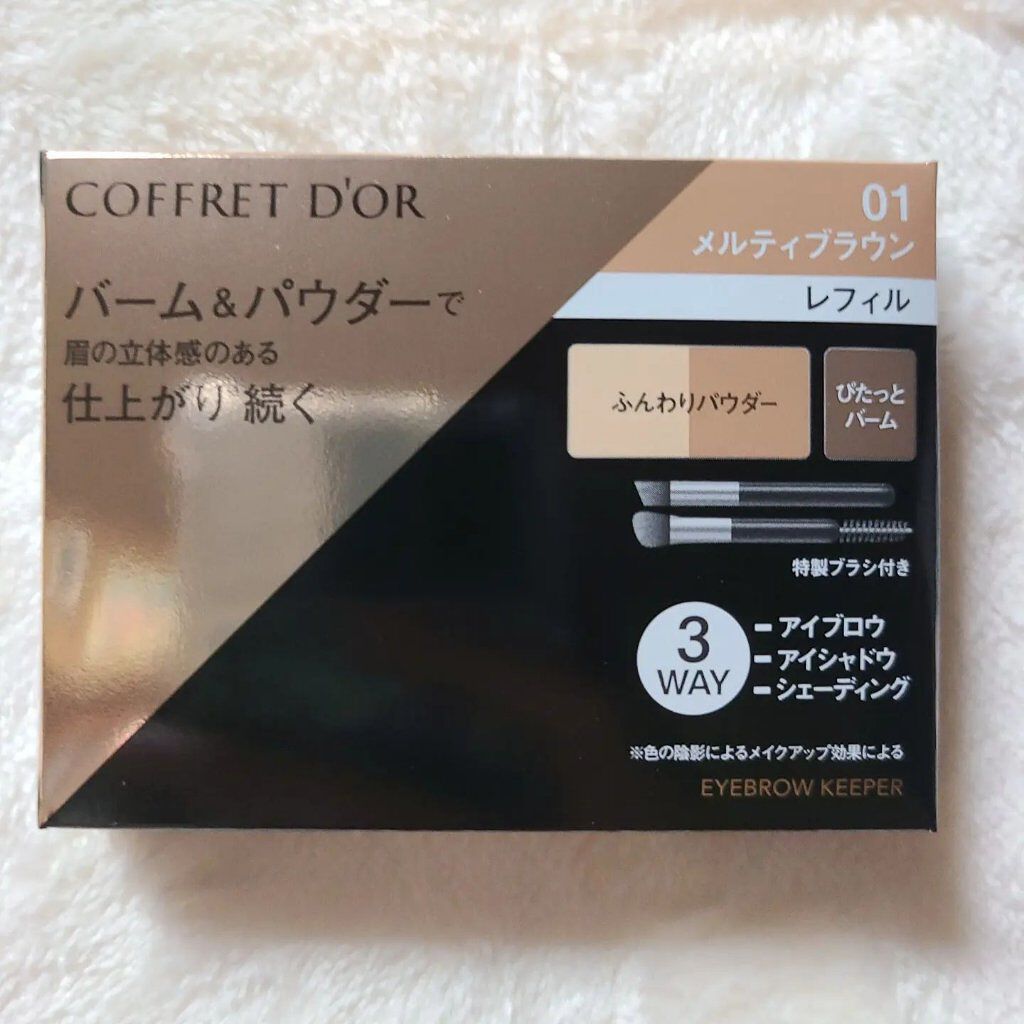 COFFRET D'OR
バーム&パウダーで
眉の立体感のある
仕上がり続く
01
メルティブラウン
レフィル
ふんわりパウダー
ぴたっと
バーム
特製ブラシ付き
3
WAY
アイブロウ
アイシャドウ
シェーディング
※色の陰影によるメイクアップ効果による
EYEBROW KEEPER